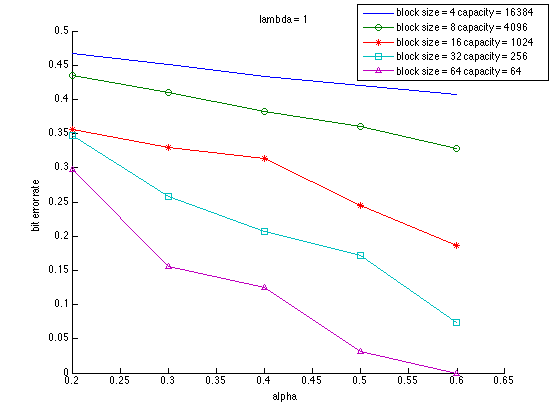 lambda = 1
block size = 4 capacity = 16384
block size = 8 capacity = 4096
block size = 16 capacity = 1024
block size = 32 capacity = 256
block size = 64 capacity = 64
0.5
0.45
0.4
0.35
0.3
0.25
0.2
0.15
0.1
0.05
0
bit error rate
0.2 0.25 0.3 0.35 0.4 0.45 0.5 0.55 0.6 0.65
alpha